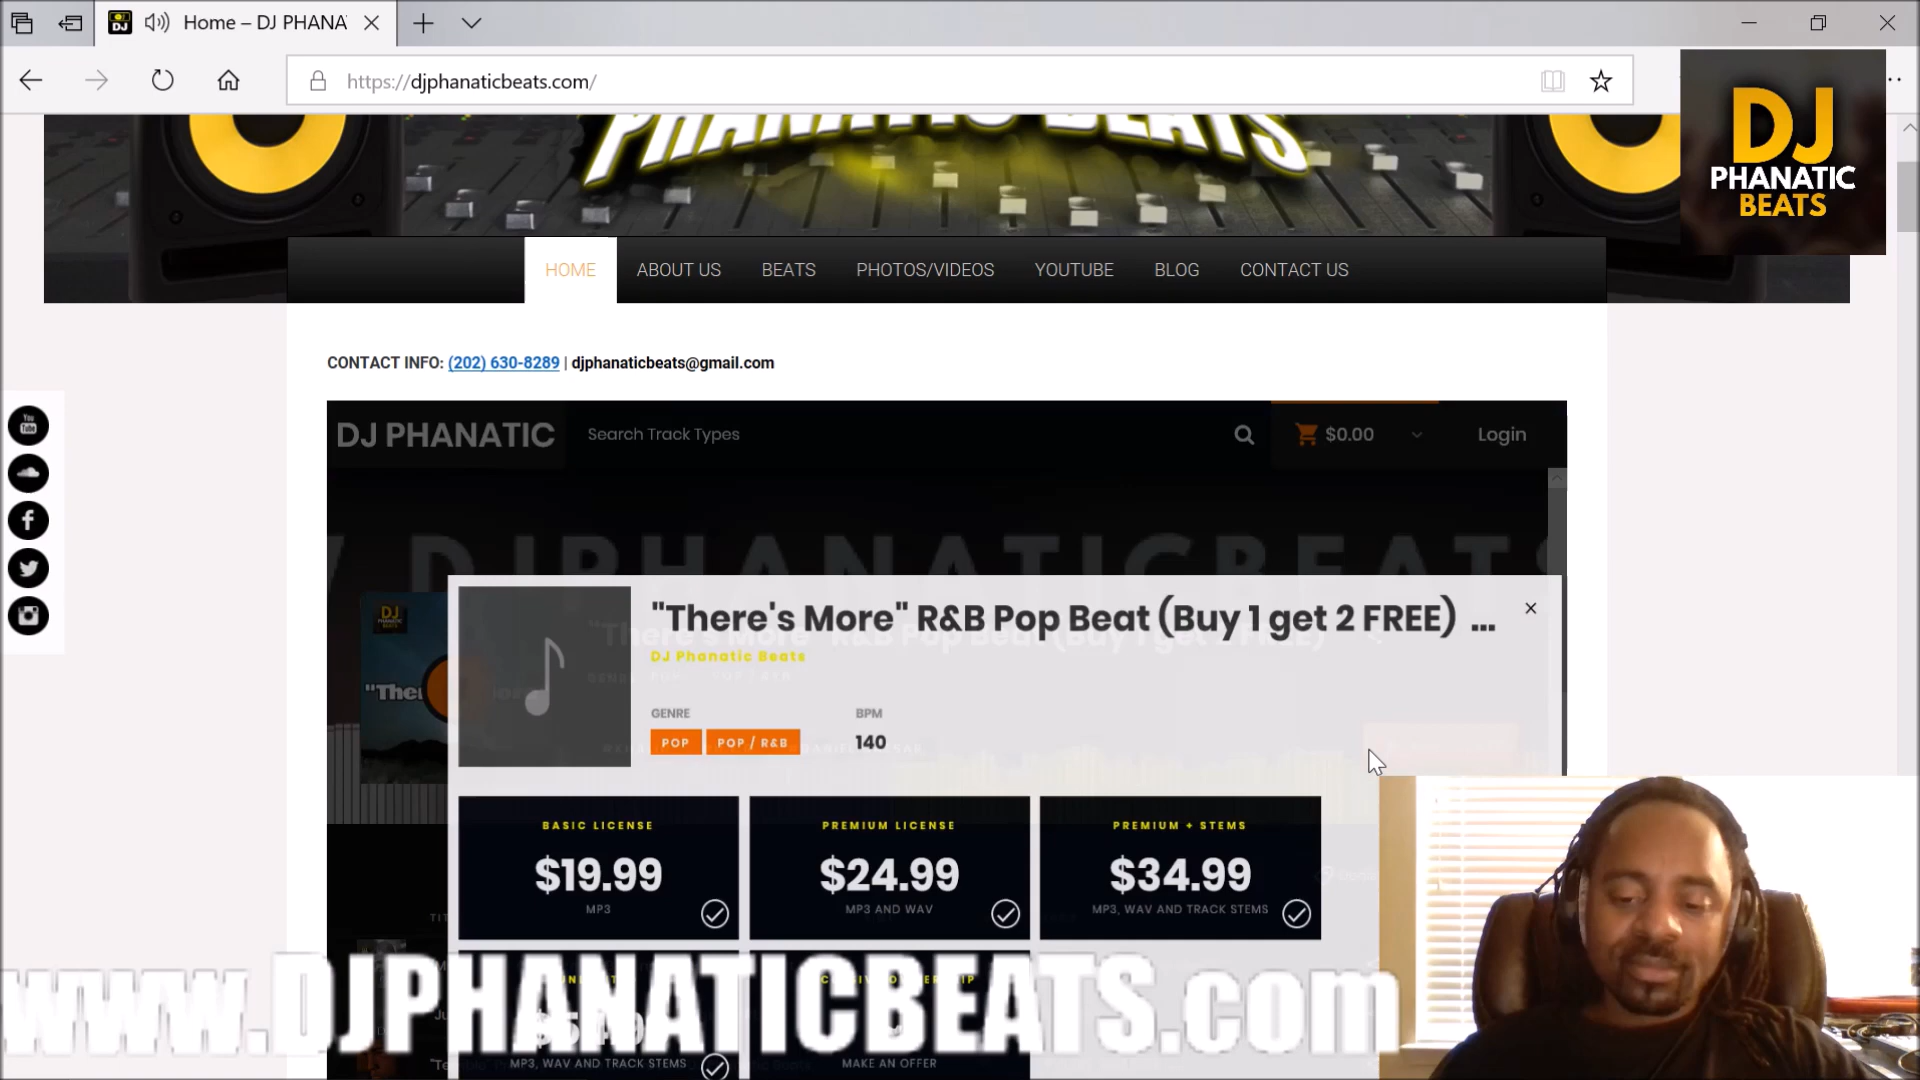 Home – DJ PHANA
https://djphanaticbeats.com/
PHANATIC BEATS
DJ
PHANATIC
BEATS
HOME
ABOUT US
BEATS
PHOTOS/VIDEOS
YOUTUBE
BLOG
CONTACT US
CONTACT INFO: (202) 630-8289 | djphanaticbeats@gmail.com
DJ PHANATIC
Search Track Types
$0.00
Login
DJPHANATICBEATS
"There's More" R&B Pop Beat (Buy 1 get 2 FREE) ...
DJ Phanatic Beats
GENRE
BPM
POP
POP / R&B
140
BASIC LICENSE
$19.99
MP3
PREMIUM LICENSE
$24.99
MP3 AND WAV
PREMIUM + STEMS
$34.99
MP3, WAV AND TRACK STEMS
www.DJPHANATICBEATS.com
MP3, WAV AND TRACK STEMS
MAKE AN OFFER